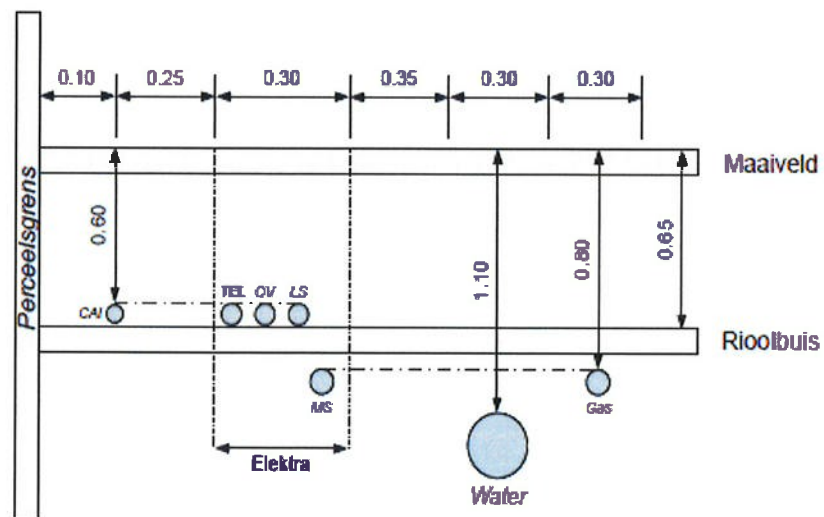 0.10 0.25 0.30 0.35 0.30 0.30
Perceelsgrens
Maaiveld
0.60
1.10
0.80
0.65
CAI
TEL OV LS
Rioolbuis
MS
Gas
Elektra
Water